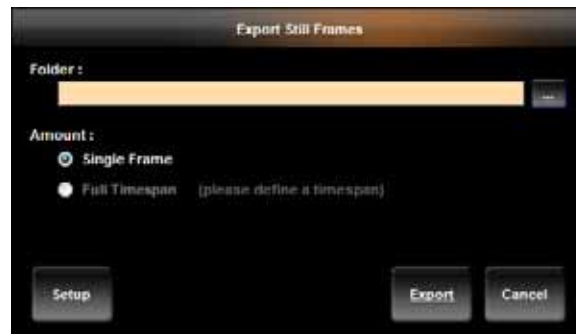 Export Still Frames
Folder :
...
Amount :
Single Frame
Full Timespan (please define a timespan)
Setup Export Cancel